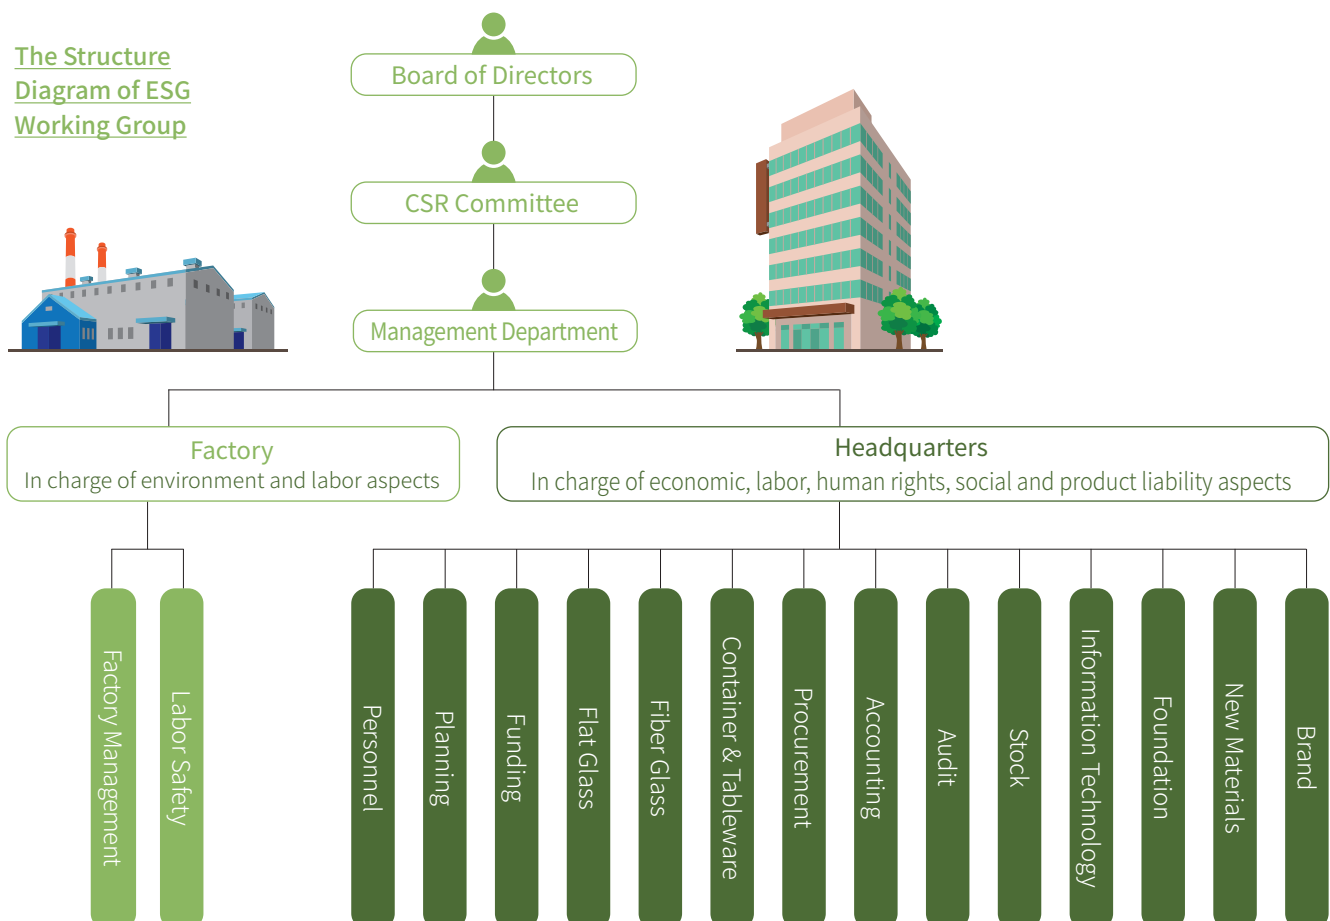 The Structure
Diagram of ESG
Working Group
Board of Directors
CSR Committee
Management Department
Factory
In charge of environment and labor aspects
Headquarters
In charge of economic, labor, human rights, social and product liability aspects
Factory Management
Labor Safety
Personnel
Planning
Funding
Flat Glass
Fiber Glass
Container & Tableware
Procurement
Accounting
Audit
Stock
Information Technology
Foundation
New Materials
Brand